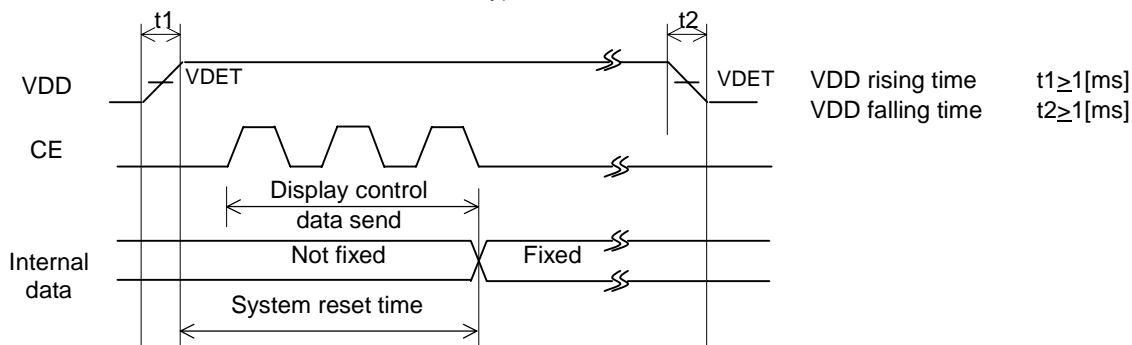 t1
t2
VDD
VDET
VDET
VDD rising time t1≥1[ms]
VDD falling time t2≥1[ms]
CE
Display control
data send
Internal
data
Not fixed
Fixed
System reset time